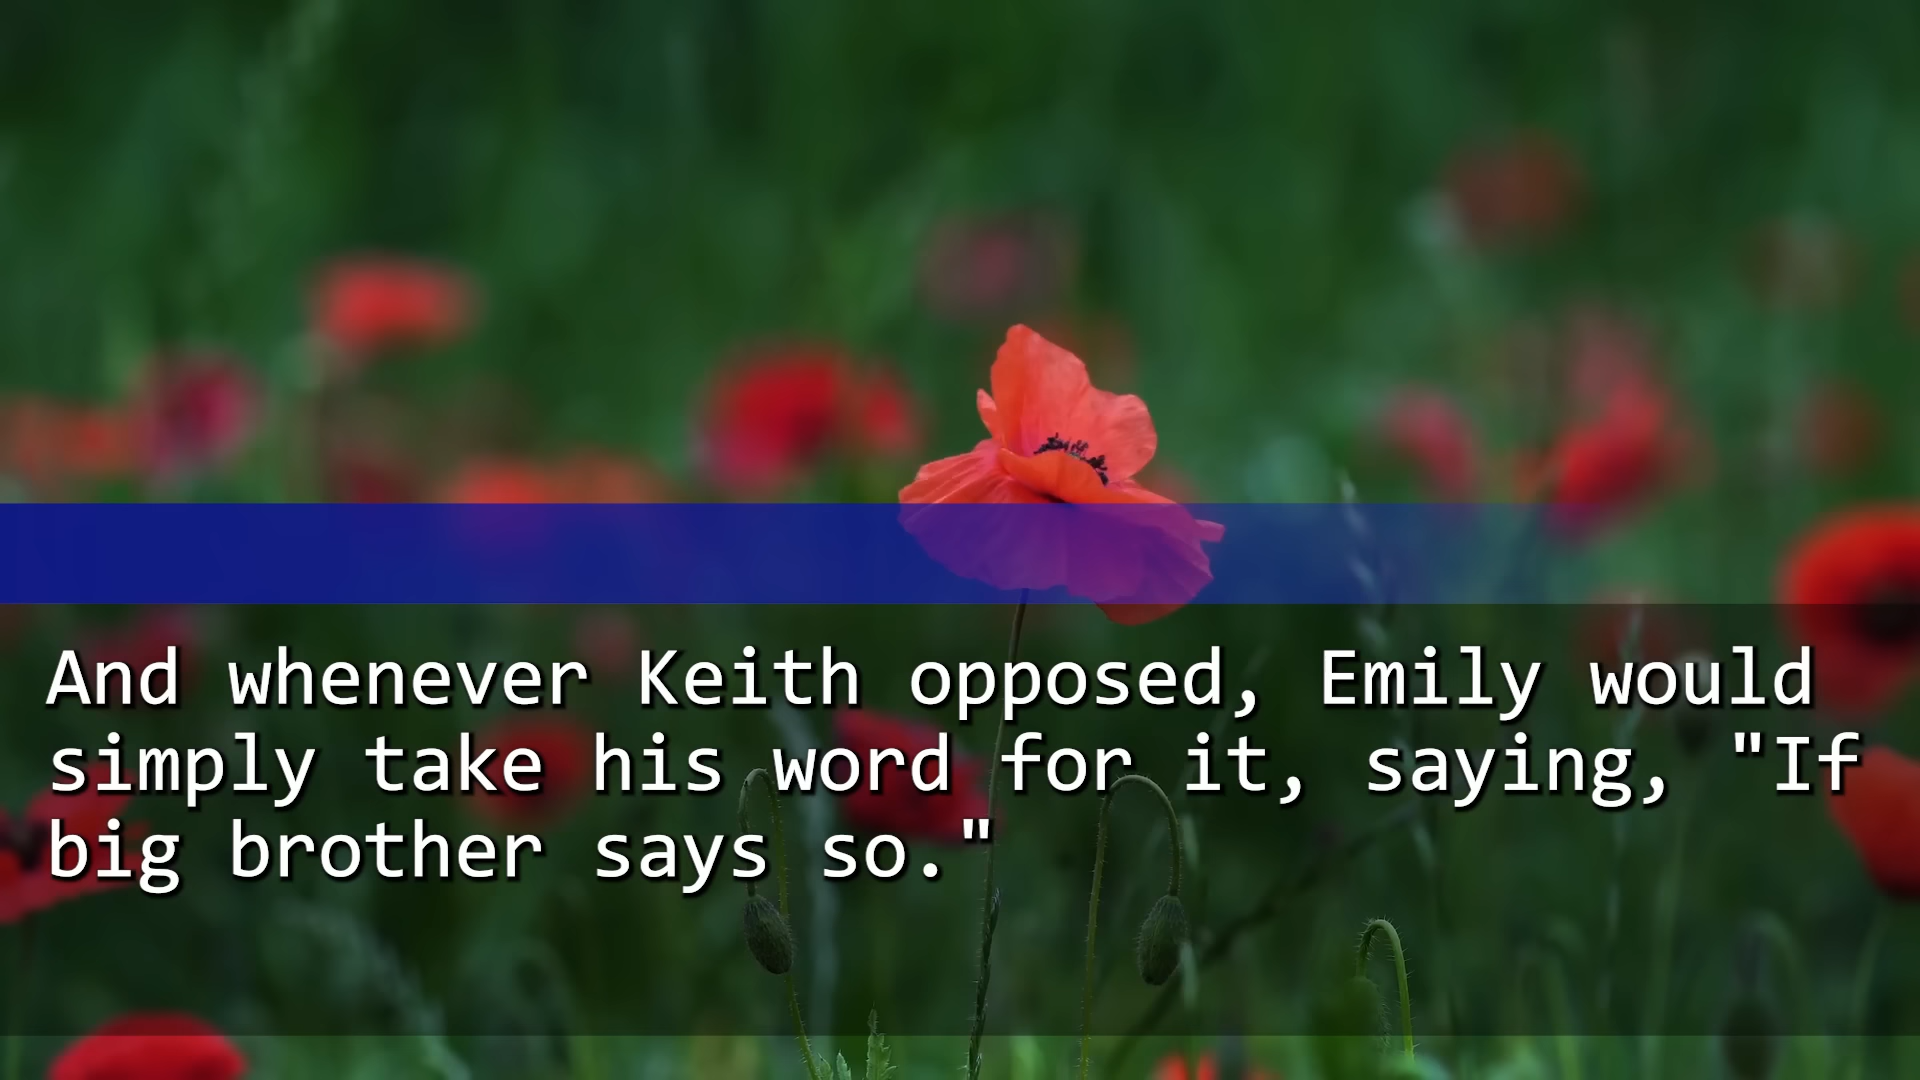 And whenever Keith opposed, Emily would
simply take his word for it, saying, "If
big brother says so."